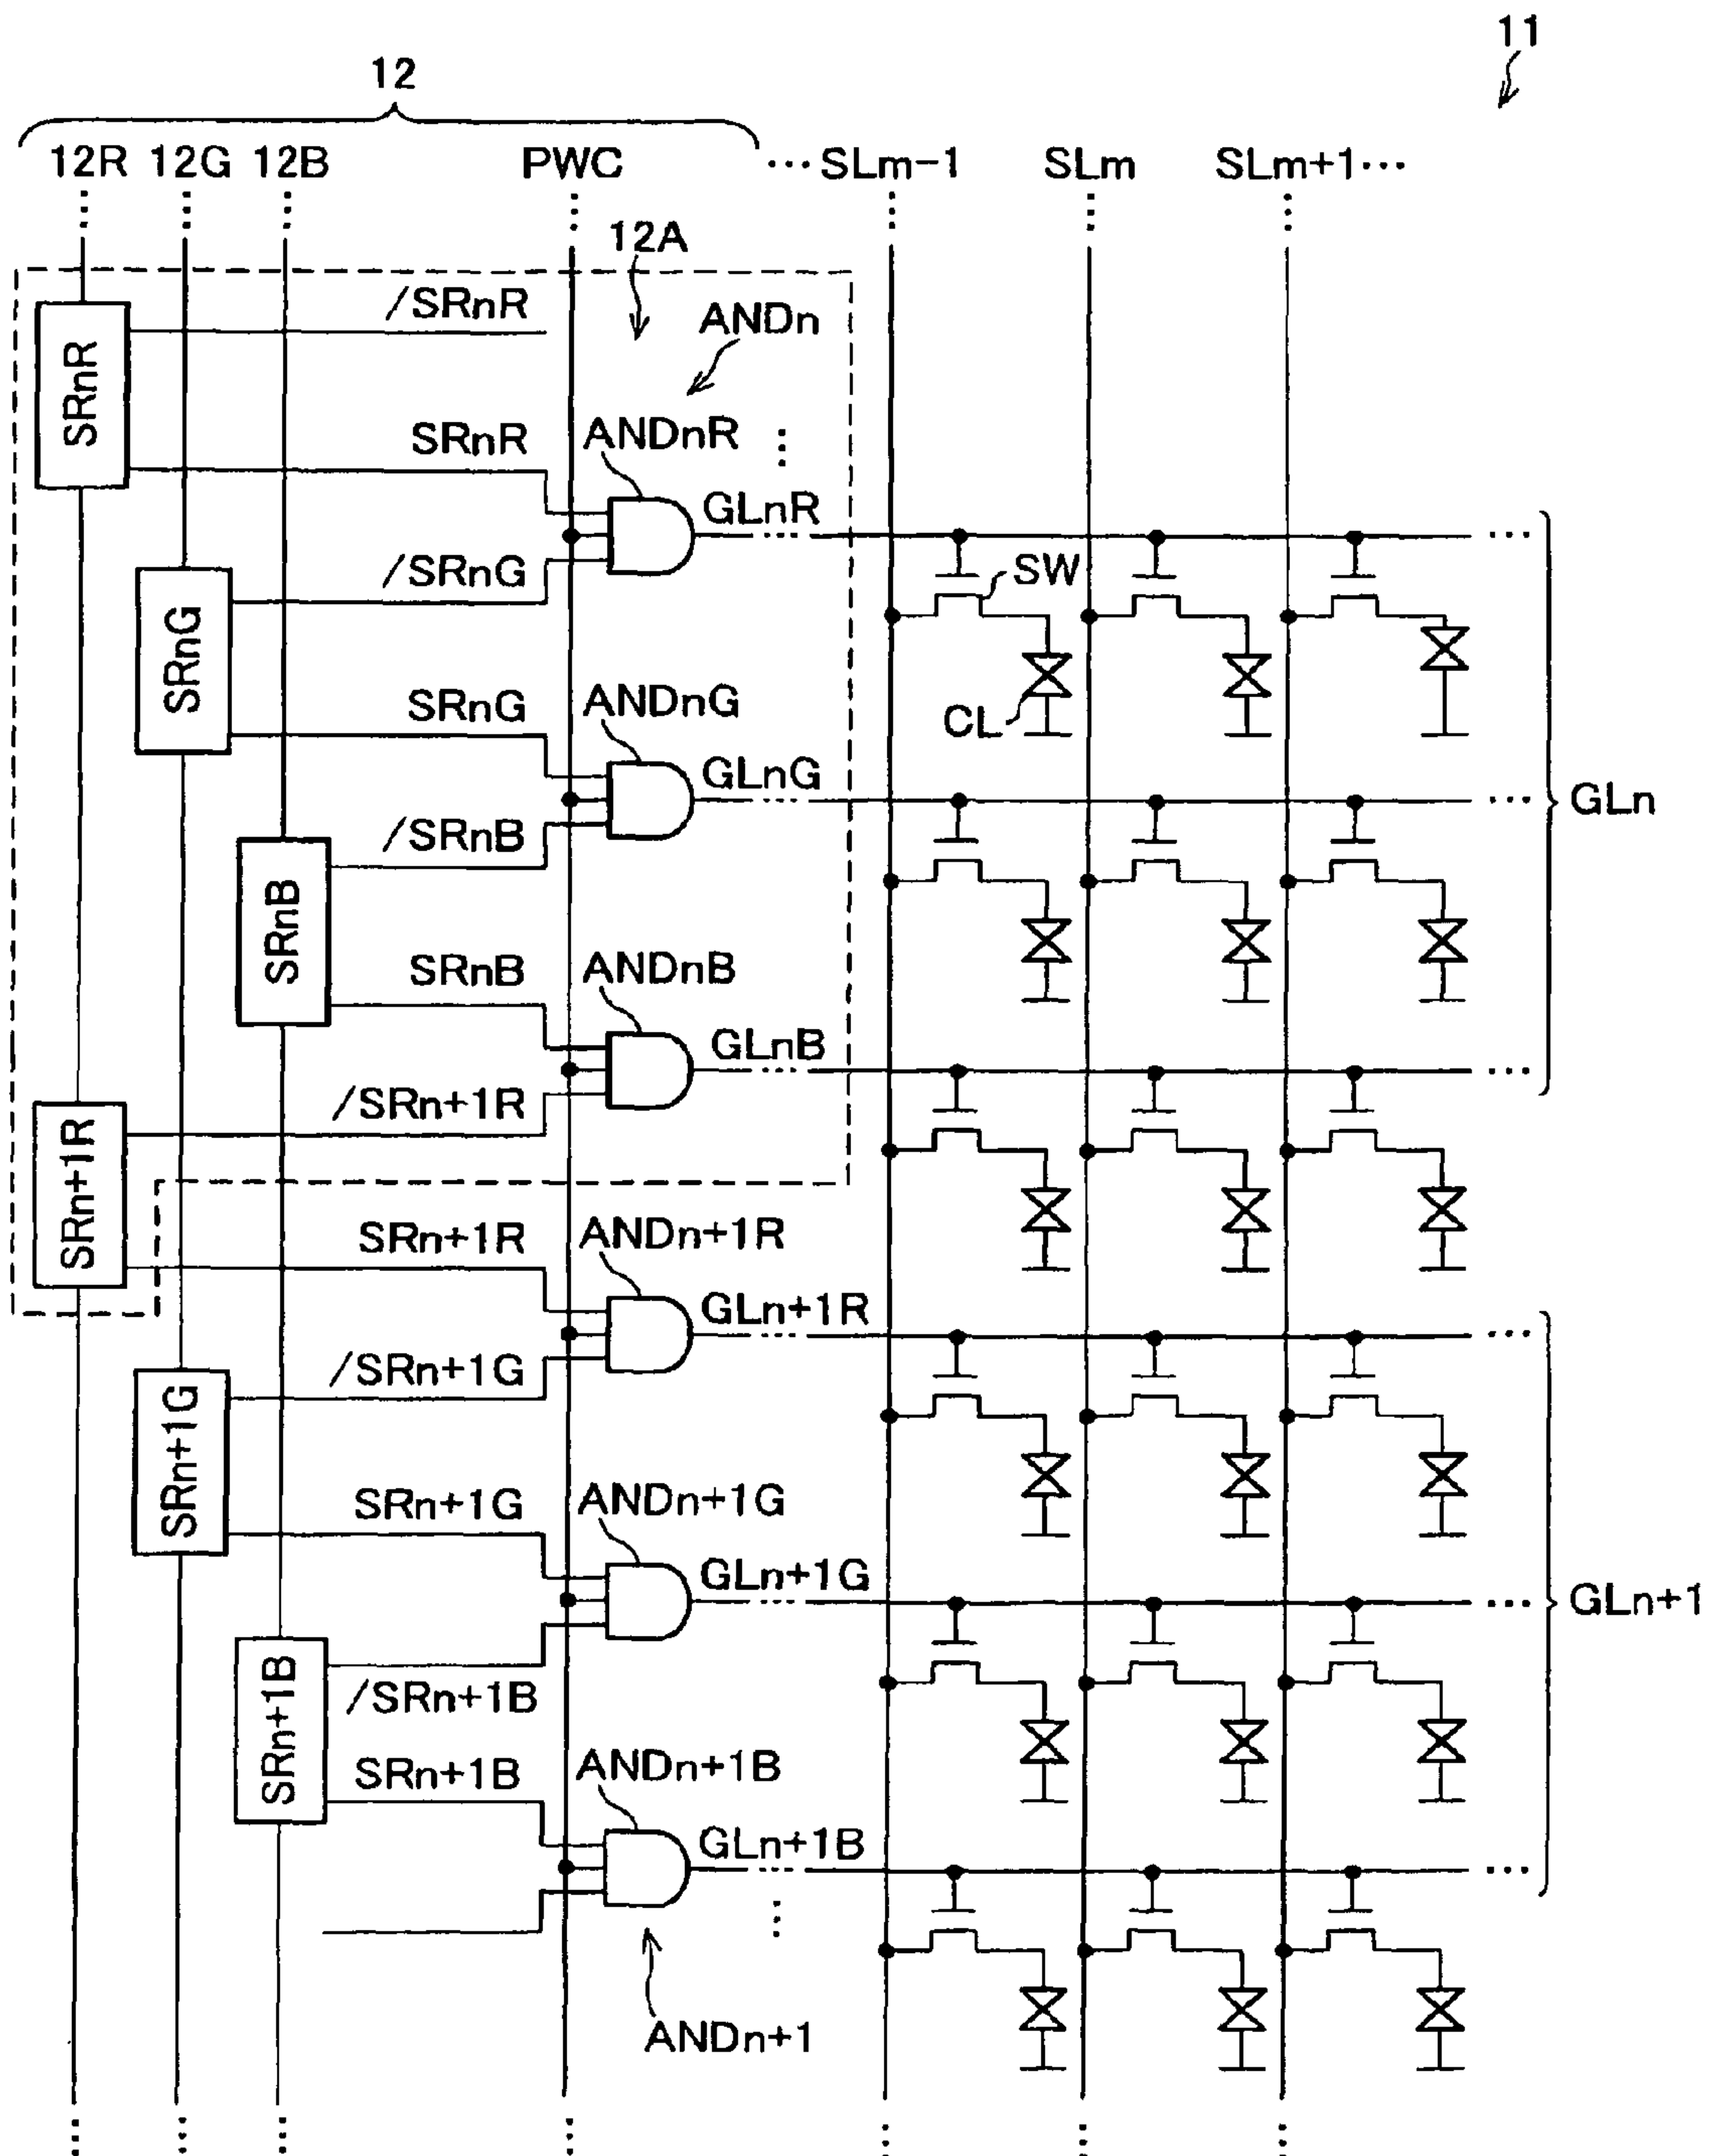 11
12
12R 12G 12B PWC ···SLm-1 SLm SLm+1···
12A
/SRnR
ANDn
SRnR
SRnR ANDnR
GLnR ···
/SRnG SW
SRnG
SRnG ANDnG CL
GLnG ···
GLn
/SRnB
SRnB
SRnB ANDnB
GLnB ···
/SRn+1R
SRn+1R
SRn+1R ANDn+1R
GLn+1R ···
/SRn+1G
SRn+1G
SRn+1G ANDn+1G
GLn+1G ···
GLn+1
/SRn+1B
SRn+1B
SRn+1B ANDn+1B
GLn+1B ···
ANDn+1